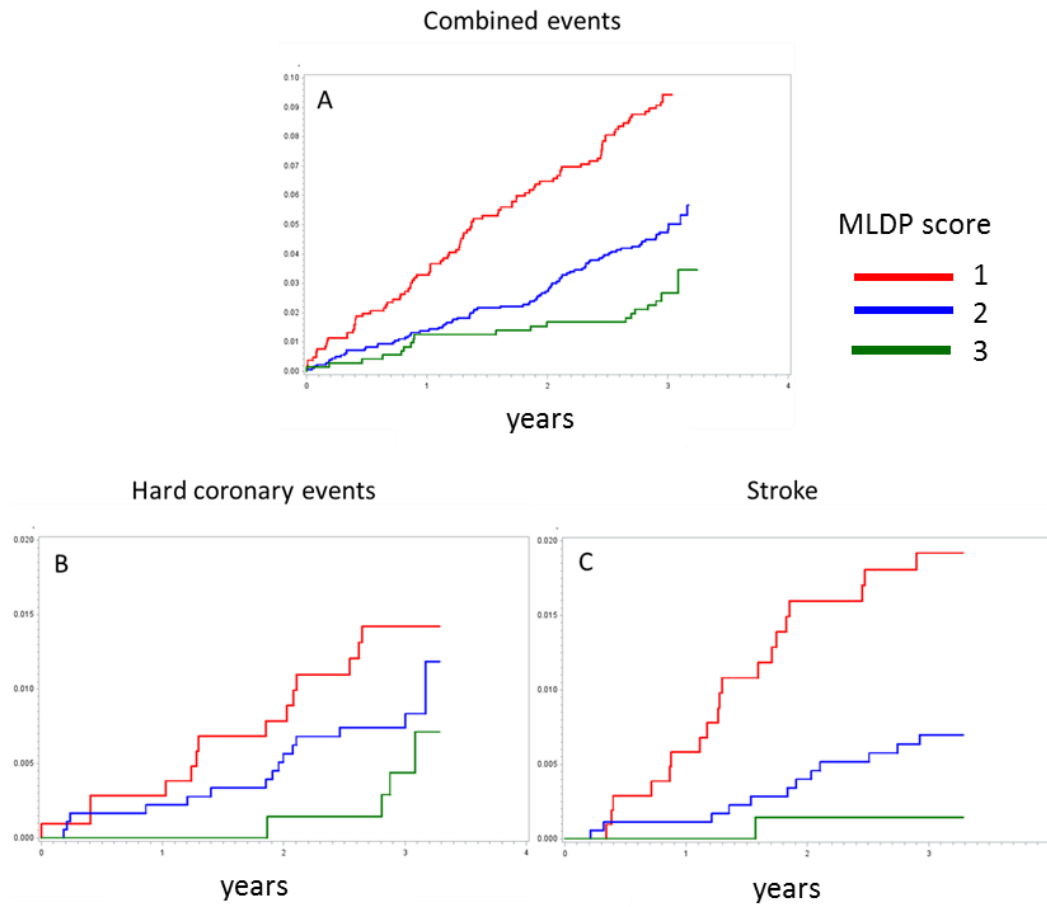 Combined events
A
0.10
0.09
0.08
0.07
0.06
0.05
0.04
0.03
0.02
0.01
0.00
0 1 2 3 4
years
MLDP score
1
2
3
Hard coronary events
B
0.020
0.015
0.010
0.005
0.000
0 1 2 3 4
years
Stroke
C
0.020
0.015
0.010
0.005
0.000
0 1 2 3
years